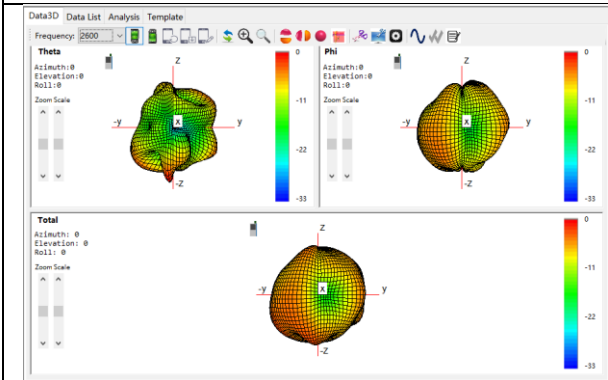 Data3D Data List Analysis Template
Frequency: 2600
Theta
Azimuth:0
Elevation:0
Roll:0
Zoom Scale
Z
-y
x
y
-Z
0
-11
-22
-33
Phi
Azimuth:0
Elevation:0
Roll:0
Zoom Scale
Z
-y
x
y
-Z
0
-11
-22
-33
Total
Azimuth: 0
Elevation: 0
Roll: 0
Zoom Scale
Z
-y
x
y
-Z
0
-11
-22
-33